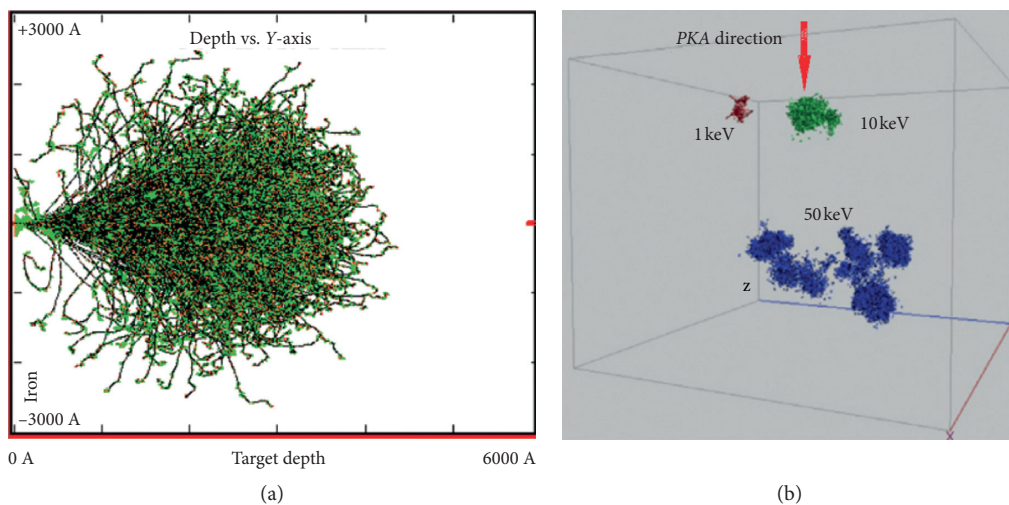 +3000 A
Depth vs. Y-axis
Iron
−3000 A
0 A
Target depth
6000 A
(a)
PKA direction
1 keV
10 keV
50 keV
z
x
(b)